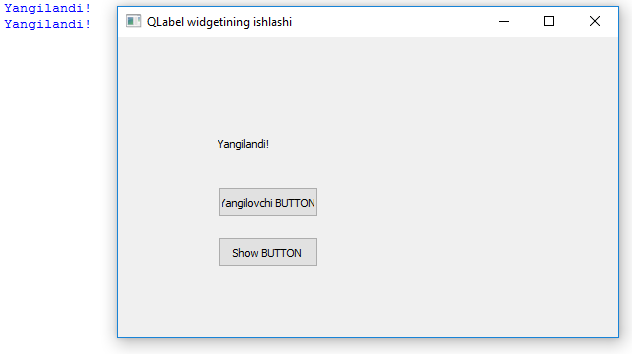 Yangilandi!
Yangilandi!
QLabel widgetining ishlashi
Yangilandi!
Yangilovchi BUTTON
Show BUTTON